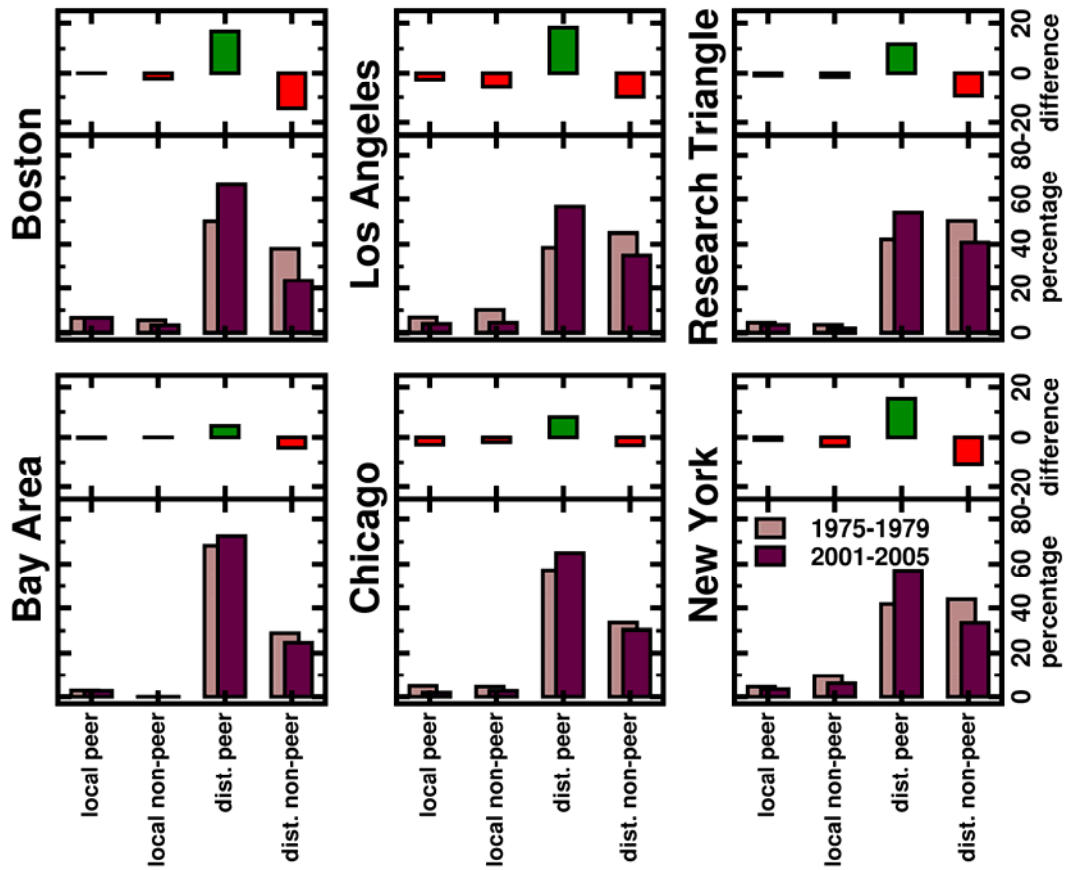 Boston
Los Angeles
Research Triangle
20
0
-20
difference
80
60
40
20
0
percentage
Bay Area
Chicago
New York
20
0
-20
difference
80
60
40
20
0
percentage
1975-1979
2001-2005
local peer
local non-peer
dist. peer
dist. non-peer
local peer
local non-peer
dist. peer
dist. non-peer
local peer
local non-peer
dist. peer
dist. non-peer